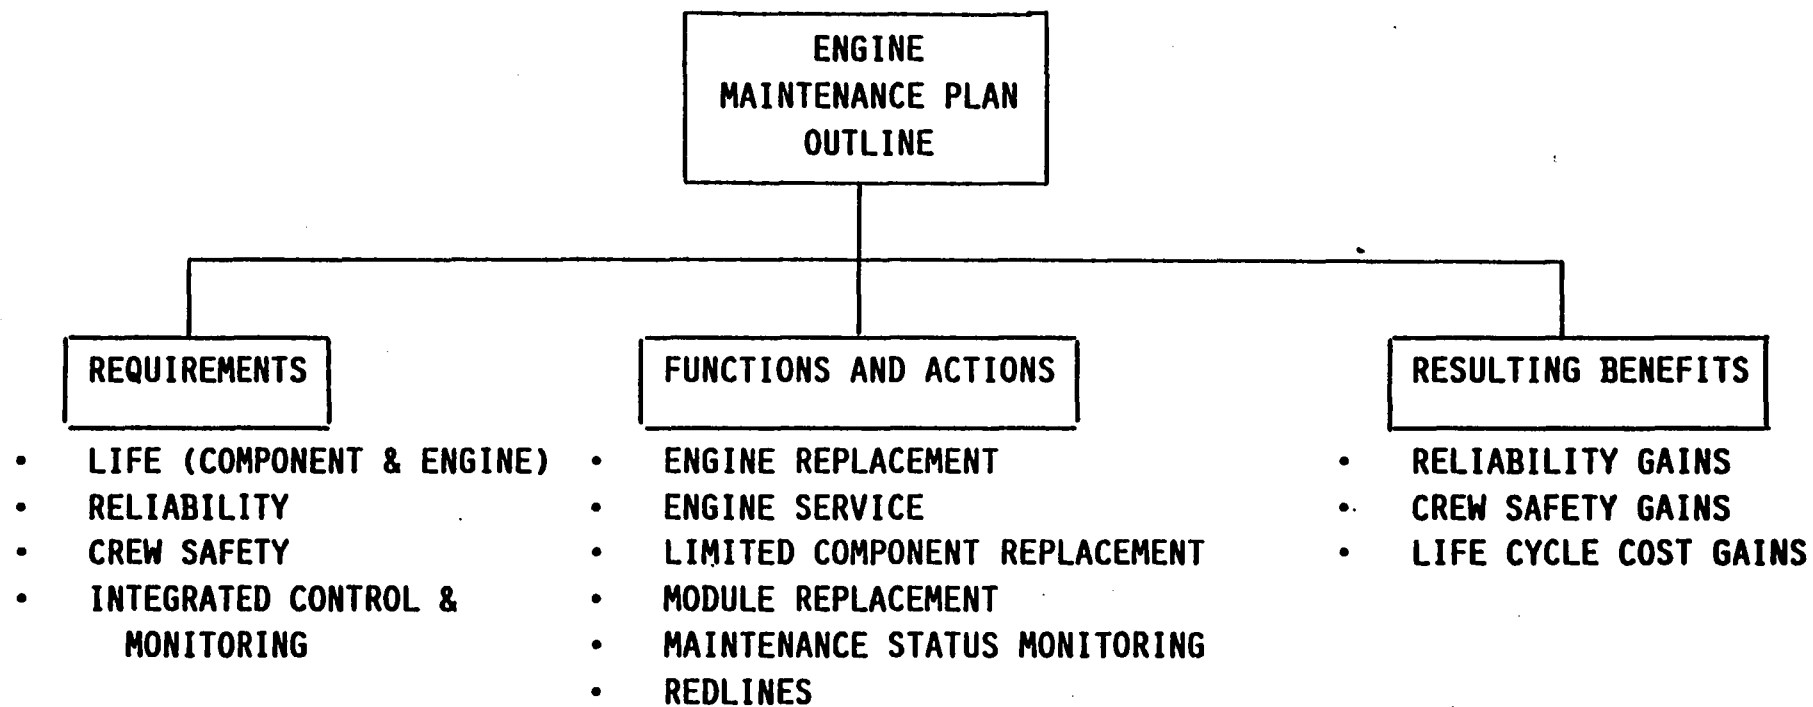 ENGINE
MAINTENANCE PLAN
OUTLINE
REQUIREMENTS
• LIFE (COMPONENT & ENGINE)
• RELIABILITY
• CREW SAFETY
• INTEGRATED CONTROL &
MONITORING
FUNCTIONS AND ACTIONS
• ENGINE REPLACEMENT
• ENGINE SERVICE
• LIMITED COMPONENT REPLACEMENT
• MODULE REPLACEMENT
• MAINTENANCE STATUS MONITORING
• REDLINES
RESULTING BENEFITS
• RELIABILITY GAINS
• CREW SAFETY GAINS
• LIFE CYCLE COST GAINS